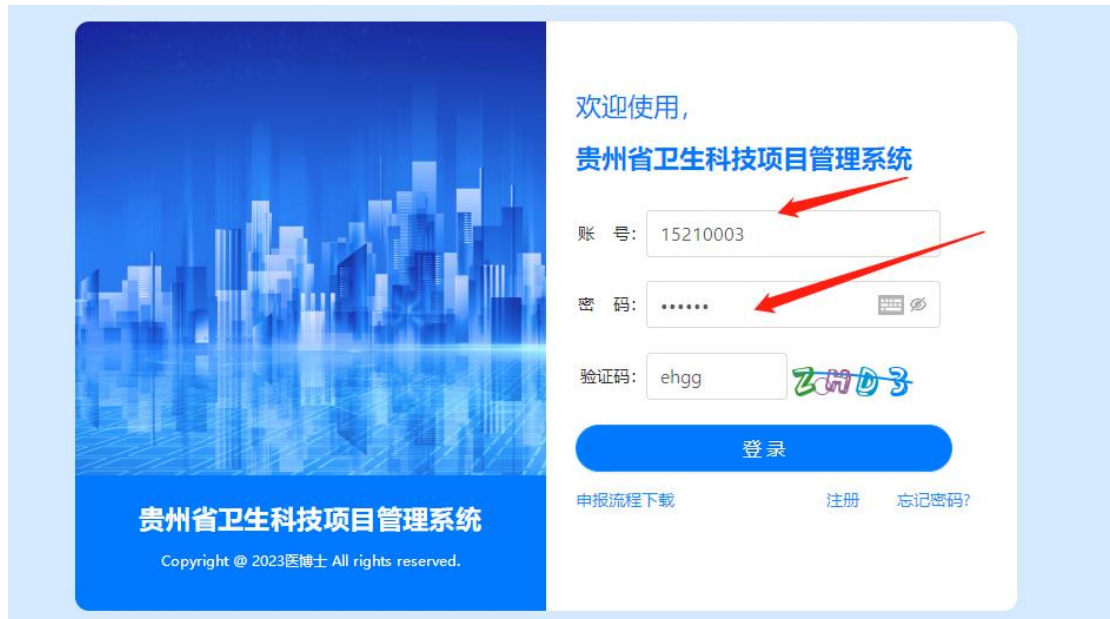 欢迎使用,
贵州省卫生科技项目管理系统
账 号: 15210003
密 码: ••••••
验证码: ehgg ZHD3
登 录
申报流程下载 注册 忘记密码?
贵州省卫生科技项目管理系统
Copyright @ 2023医博士 All rights reserved.